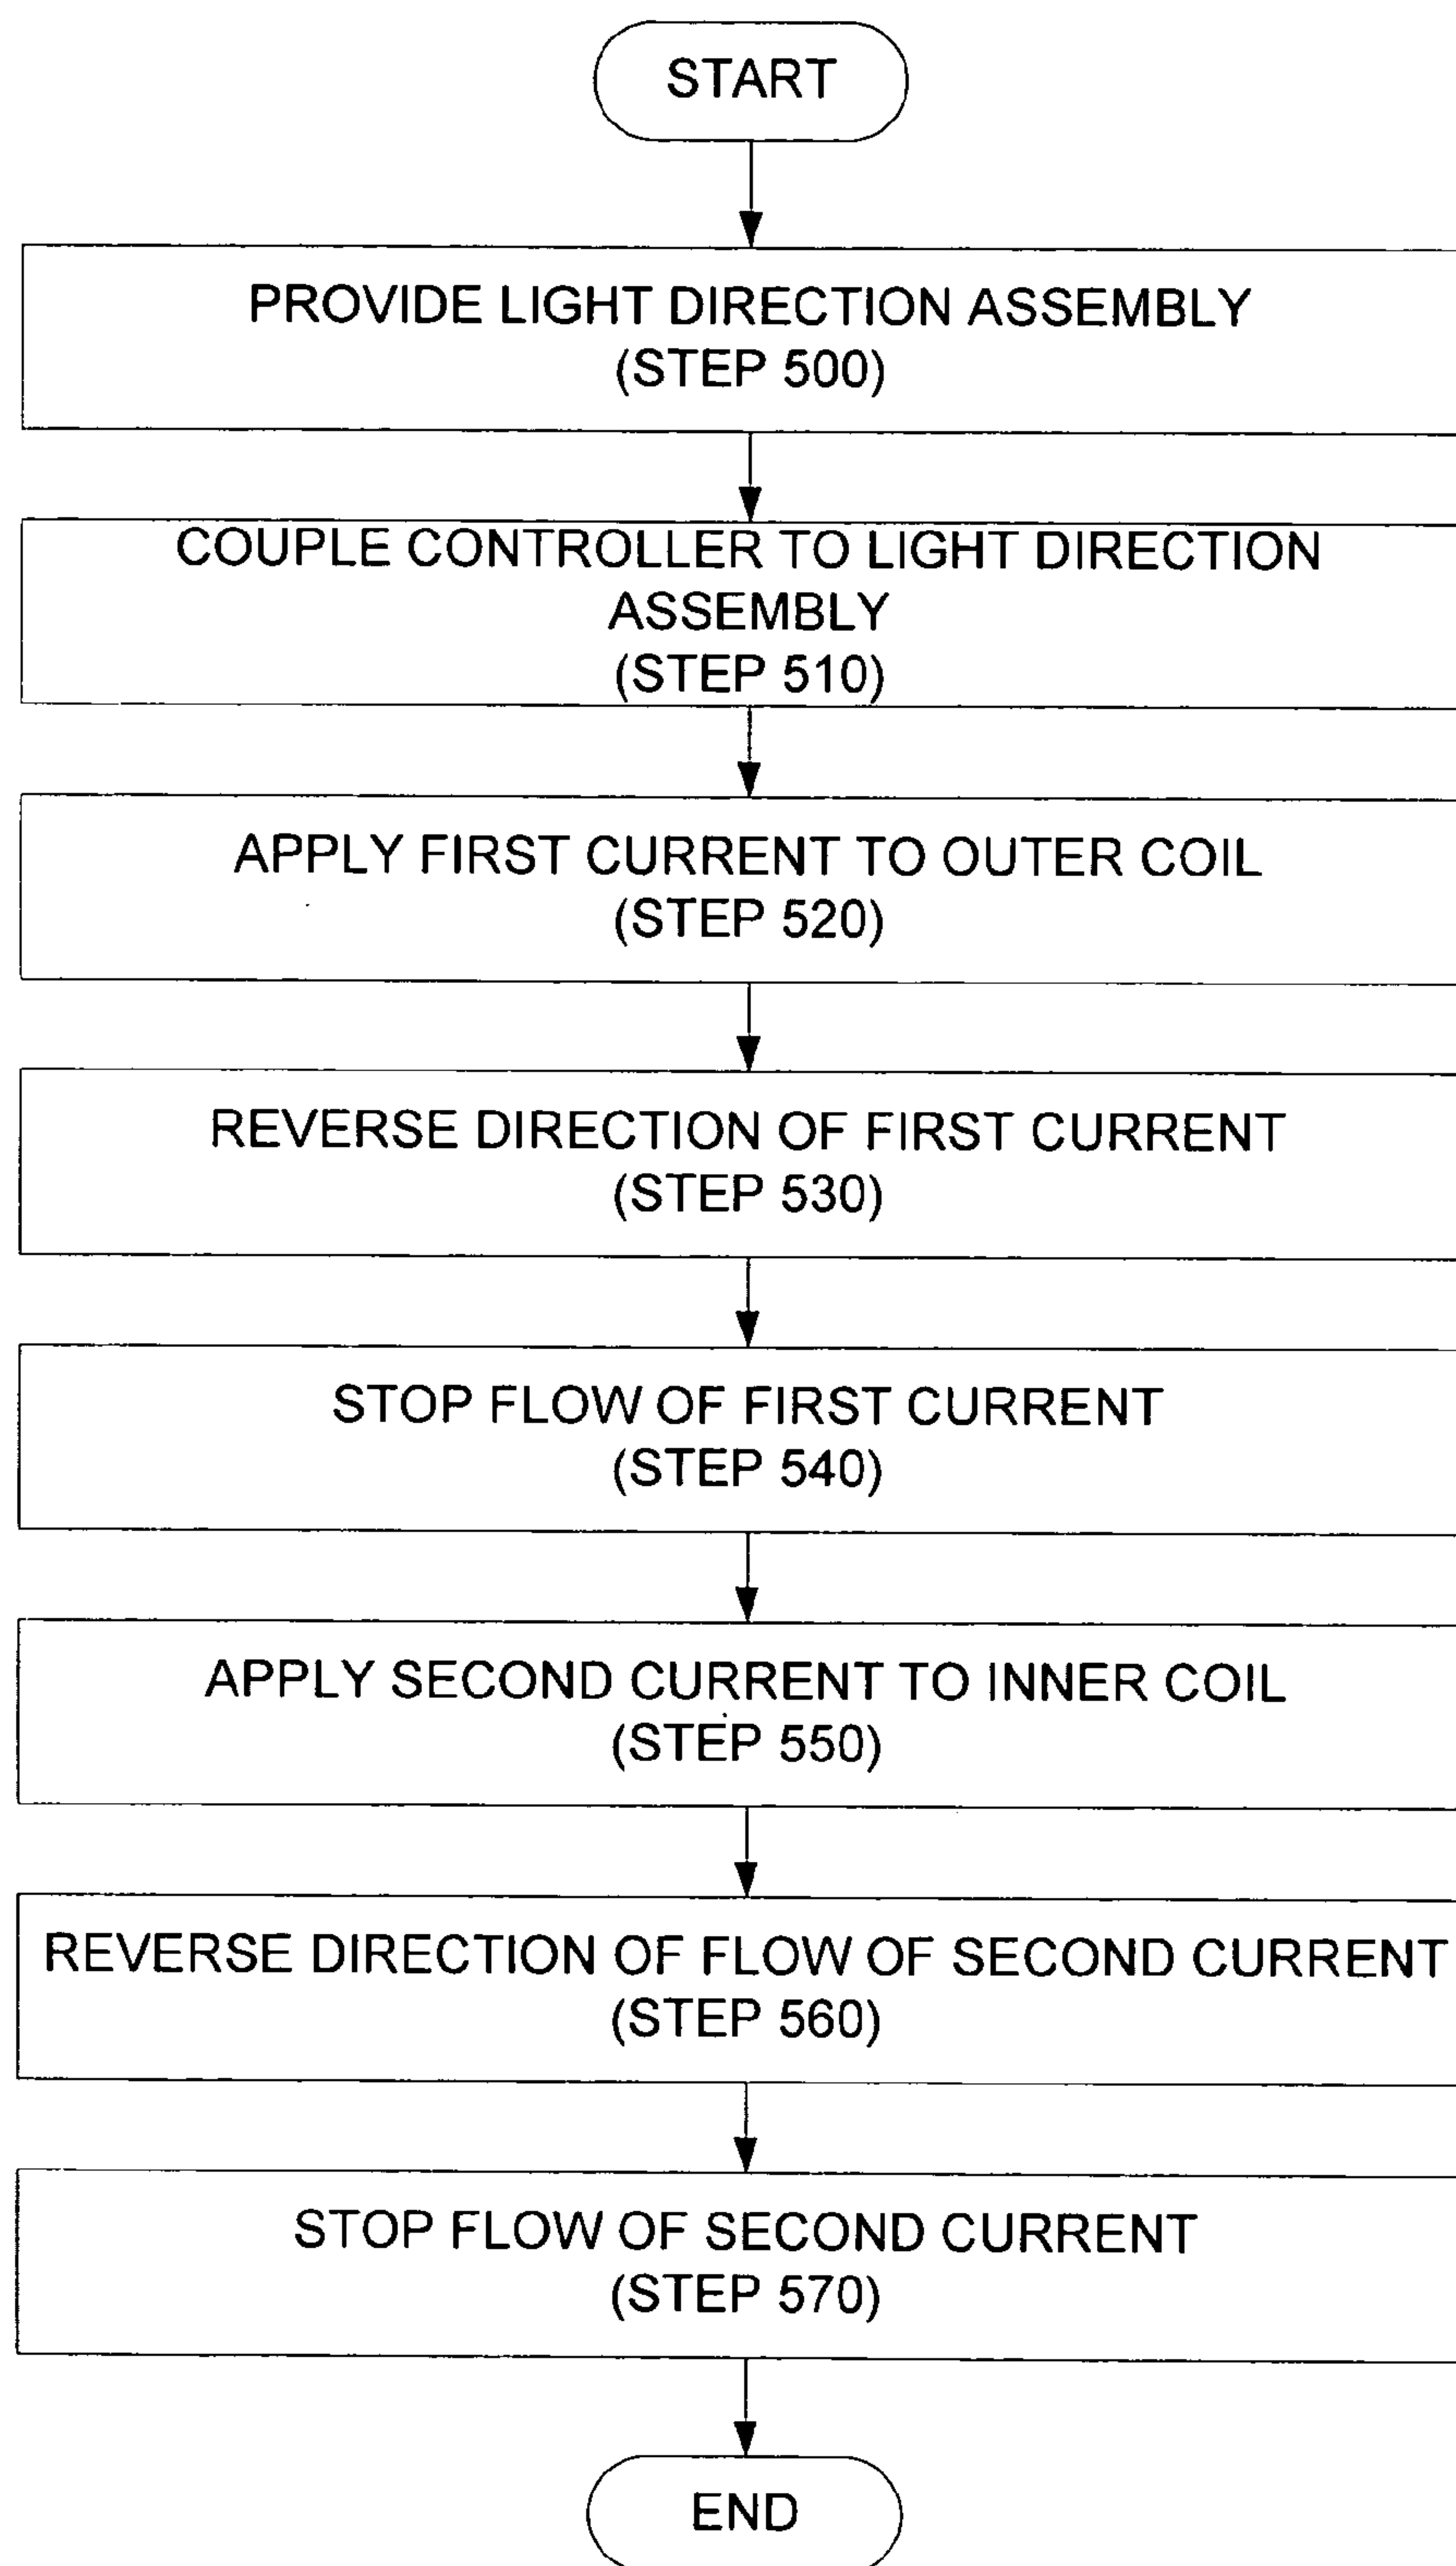 START
PROVIDE LIGHT DIRECTION ASSEMBLY
(STEP 500)
COUPLE CONTROLLER TO LIGHT DIRECTION
ASSEMBLY
(STEP 510)
APPLY FIRST CURRENT TO OUTER COIL
(STEP 520)
REVERSE DIRECTION OF FIRST CURRENT
(STEP 530)
STOP FLOW OF FIRST CURRENT
(STEP 540)
APPLY SECOND CURRENT TO INNER COIL
(STEP 550)
REVERSE DIRECTION OF FLOW OF SECOND CURRENT
(STEP 560)
STOP FLOW OF SECOND CURRENT
(STEP 570)
END